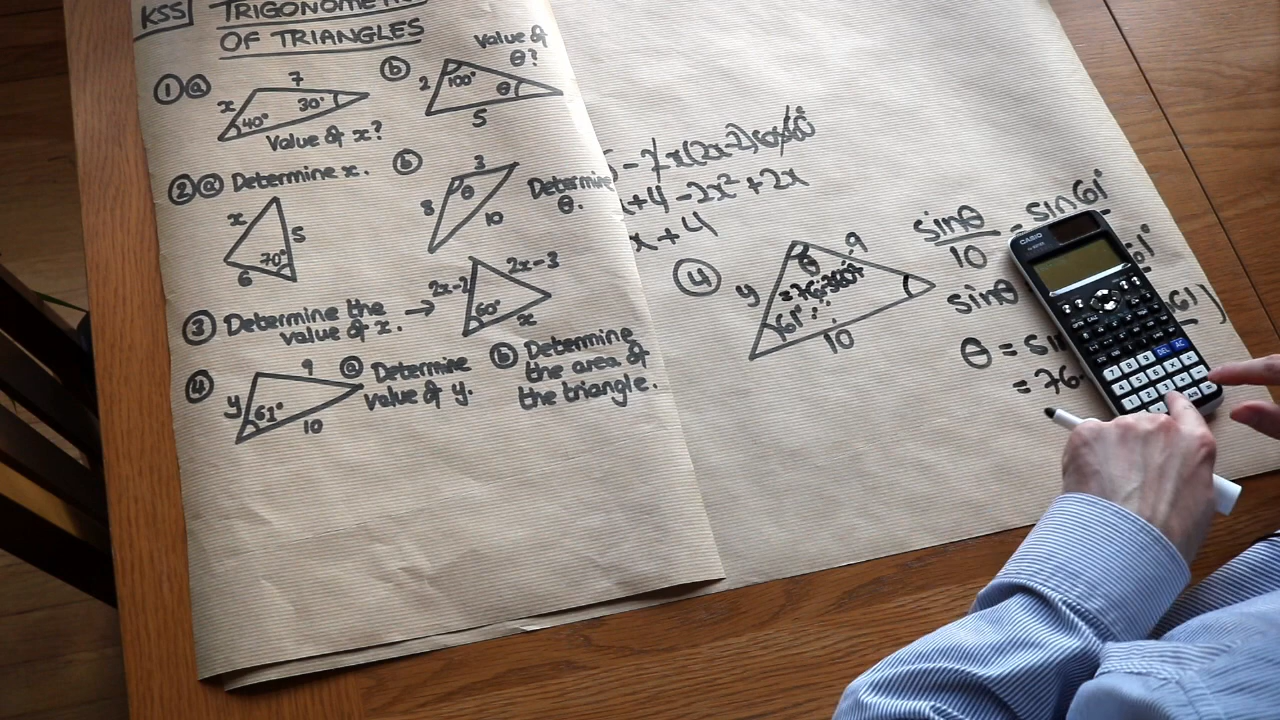 KSS TRIGONOMETRIC
OF TRIANGLES
① ⓐ
7
x
30°
40°
Value of x?
ⓑ
Value of
θ?
2
100°
θ
5
② ⓐ Determine x.
x
5
70°
6
ⓑ
3
θ
8
10
Determine
θ.
③ Determine the
value of x. →
2x-2
2x-3
60°
x
④
9
y
61°
10
ⓐ Determine
value of y.
ⓑ Determine
the area of
the triangle.
+4 -2x² +2x
x + 4
④
9
y
θ
61°
10
sinθ = sin61°
10
sinθ
θ =
= 76.
CASIO